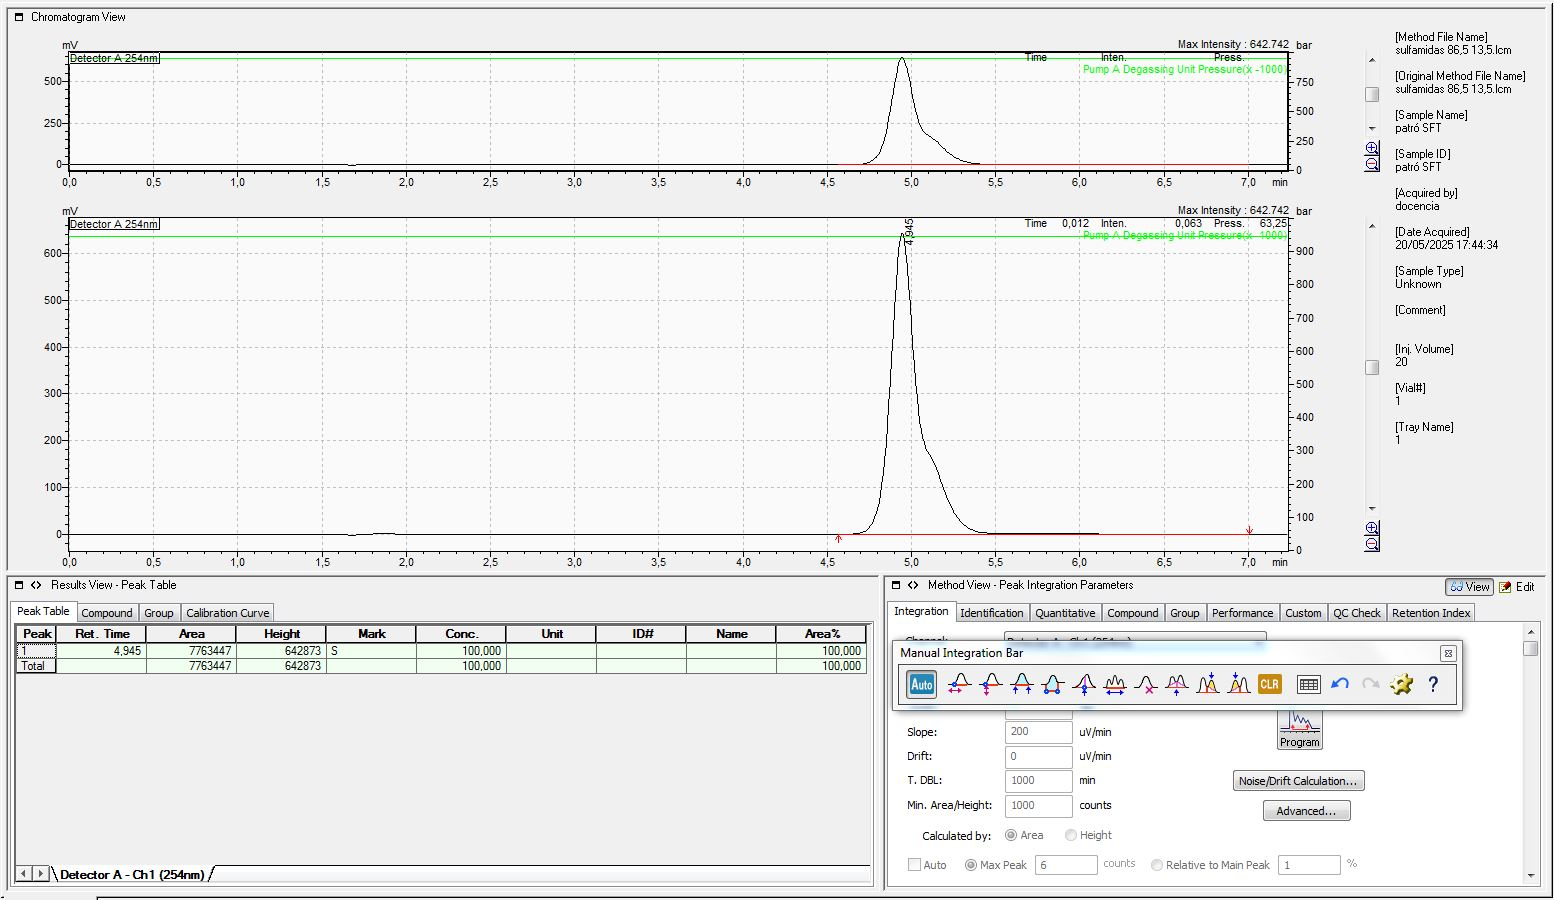 Chromatogram View
mV
Max Intensity : 642.742 bar
Detector A 254nm
Time Inten. Press.
Pump A Degassing Unit Pressure(x -1000)
500
250
0
750
500
250
0
0,0 0,5 1,0 1,5 2,0 2,5 3,0 3,5 4,0 4,5 5,0 5,5 6,0 6,5 7,0 min
mV
Max Intensity : 642.742 bar
Detector A 254nm
Time 0,012 Inten. 0,063 Press. 63,25
Pump A Degassing Unit Pressure(x -1000)
4,945
600
500
400
300
200
100
0
900
800
700
600
500
400
300
200
100
0
0,0 0,5 1,0 1,5 2,0 2,5 3,0 3,5 4,0 4,5 5,0 5,5 6,0 6,5 7,0 min
[Method File Name]
sulfamidas 86,5 13,5.lcm
[Original Method File Name]
sulfamidas 86,5 13,5.lcm
[Sample Name]
patró SFT
[Sample ID]
patró SFT
[Acquired by]
docencia
[Date Acquired]
20/05/2025 17:44:34
[Sample Type]
Unknown
[Comment]
[Inj. Volume]
20
[Vial#]
1
[Tray Name]
1
Results View - Peak Table
Peak Table Compound Group Calibration Curve
Peak Ret. Time Area Height Mark Conc. Unit ID# Name Area%
1 4,945 7763447 642873 S 100,000 100,000
Total 7763447 642873 100,000 100,000
Detector A - Ch1 (254nm)
Method View - Peak Integration Parameters
View Edit
Integration Identification Quantitative Compound Group Performance Custom QC Check Retention Index
Manual Integration Bar
Auto CLR ?
Program
Slope: 200 uV/min
Drift: 0 uV/min
T. DBL: 1000 min
Min. Area/Height: 1000 counts
Noise/Drift Calculation...
Advanced...
Calculated by: Area Height
Auto Max Peak 6 counts Relative to Main Peak 1 %